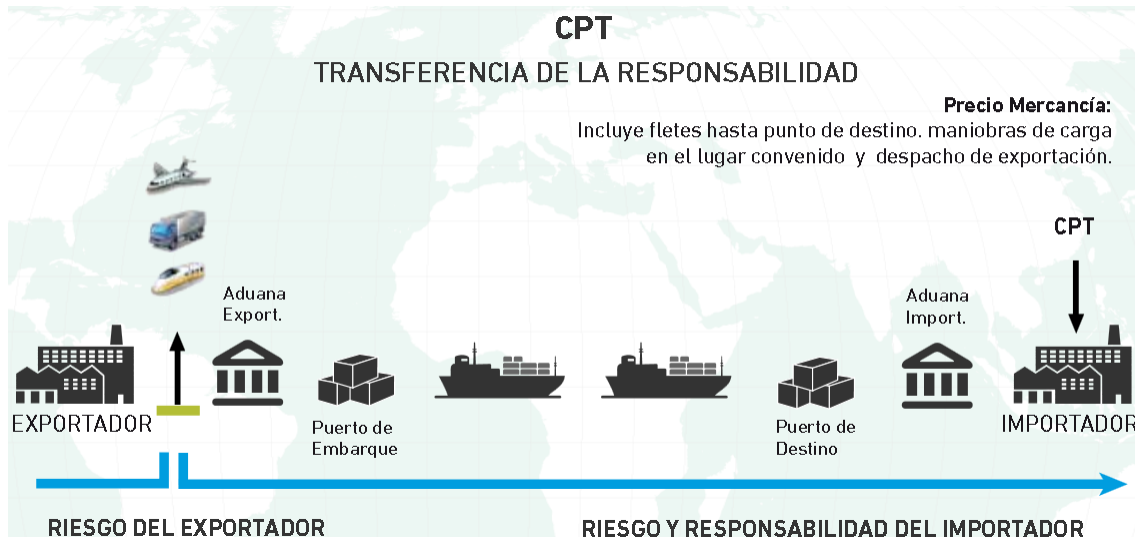 CPT
TRANSFERENCIA DE LA RESPONSABILIDAD
Precio Mercancía:
Incluye fletes hasta punto de destino. maniobras de carga
en el lugar convenido y despacho de exportación.
CPT
Aduana
Export.
Aduana
Import.
EXPORTADOR
Puerto de
Embarque
Puerto de
Destino
IMPORTADOR
RIESGO DEL EXPORTADOR
RIESGO Y RESPONSABILIDAD DEL IMPORTADOR